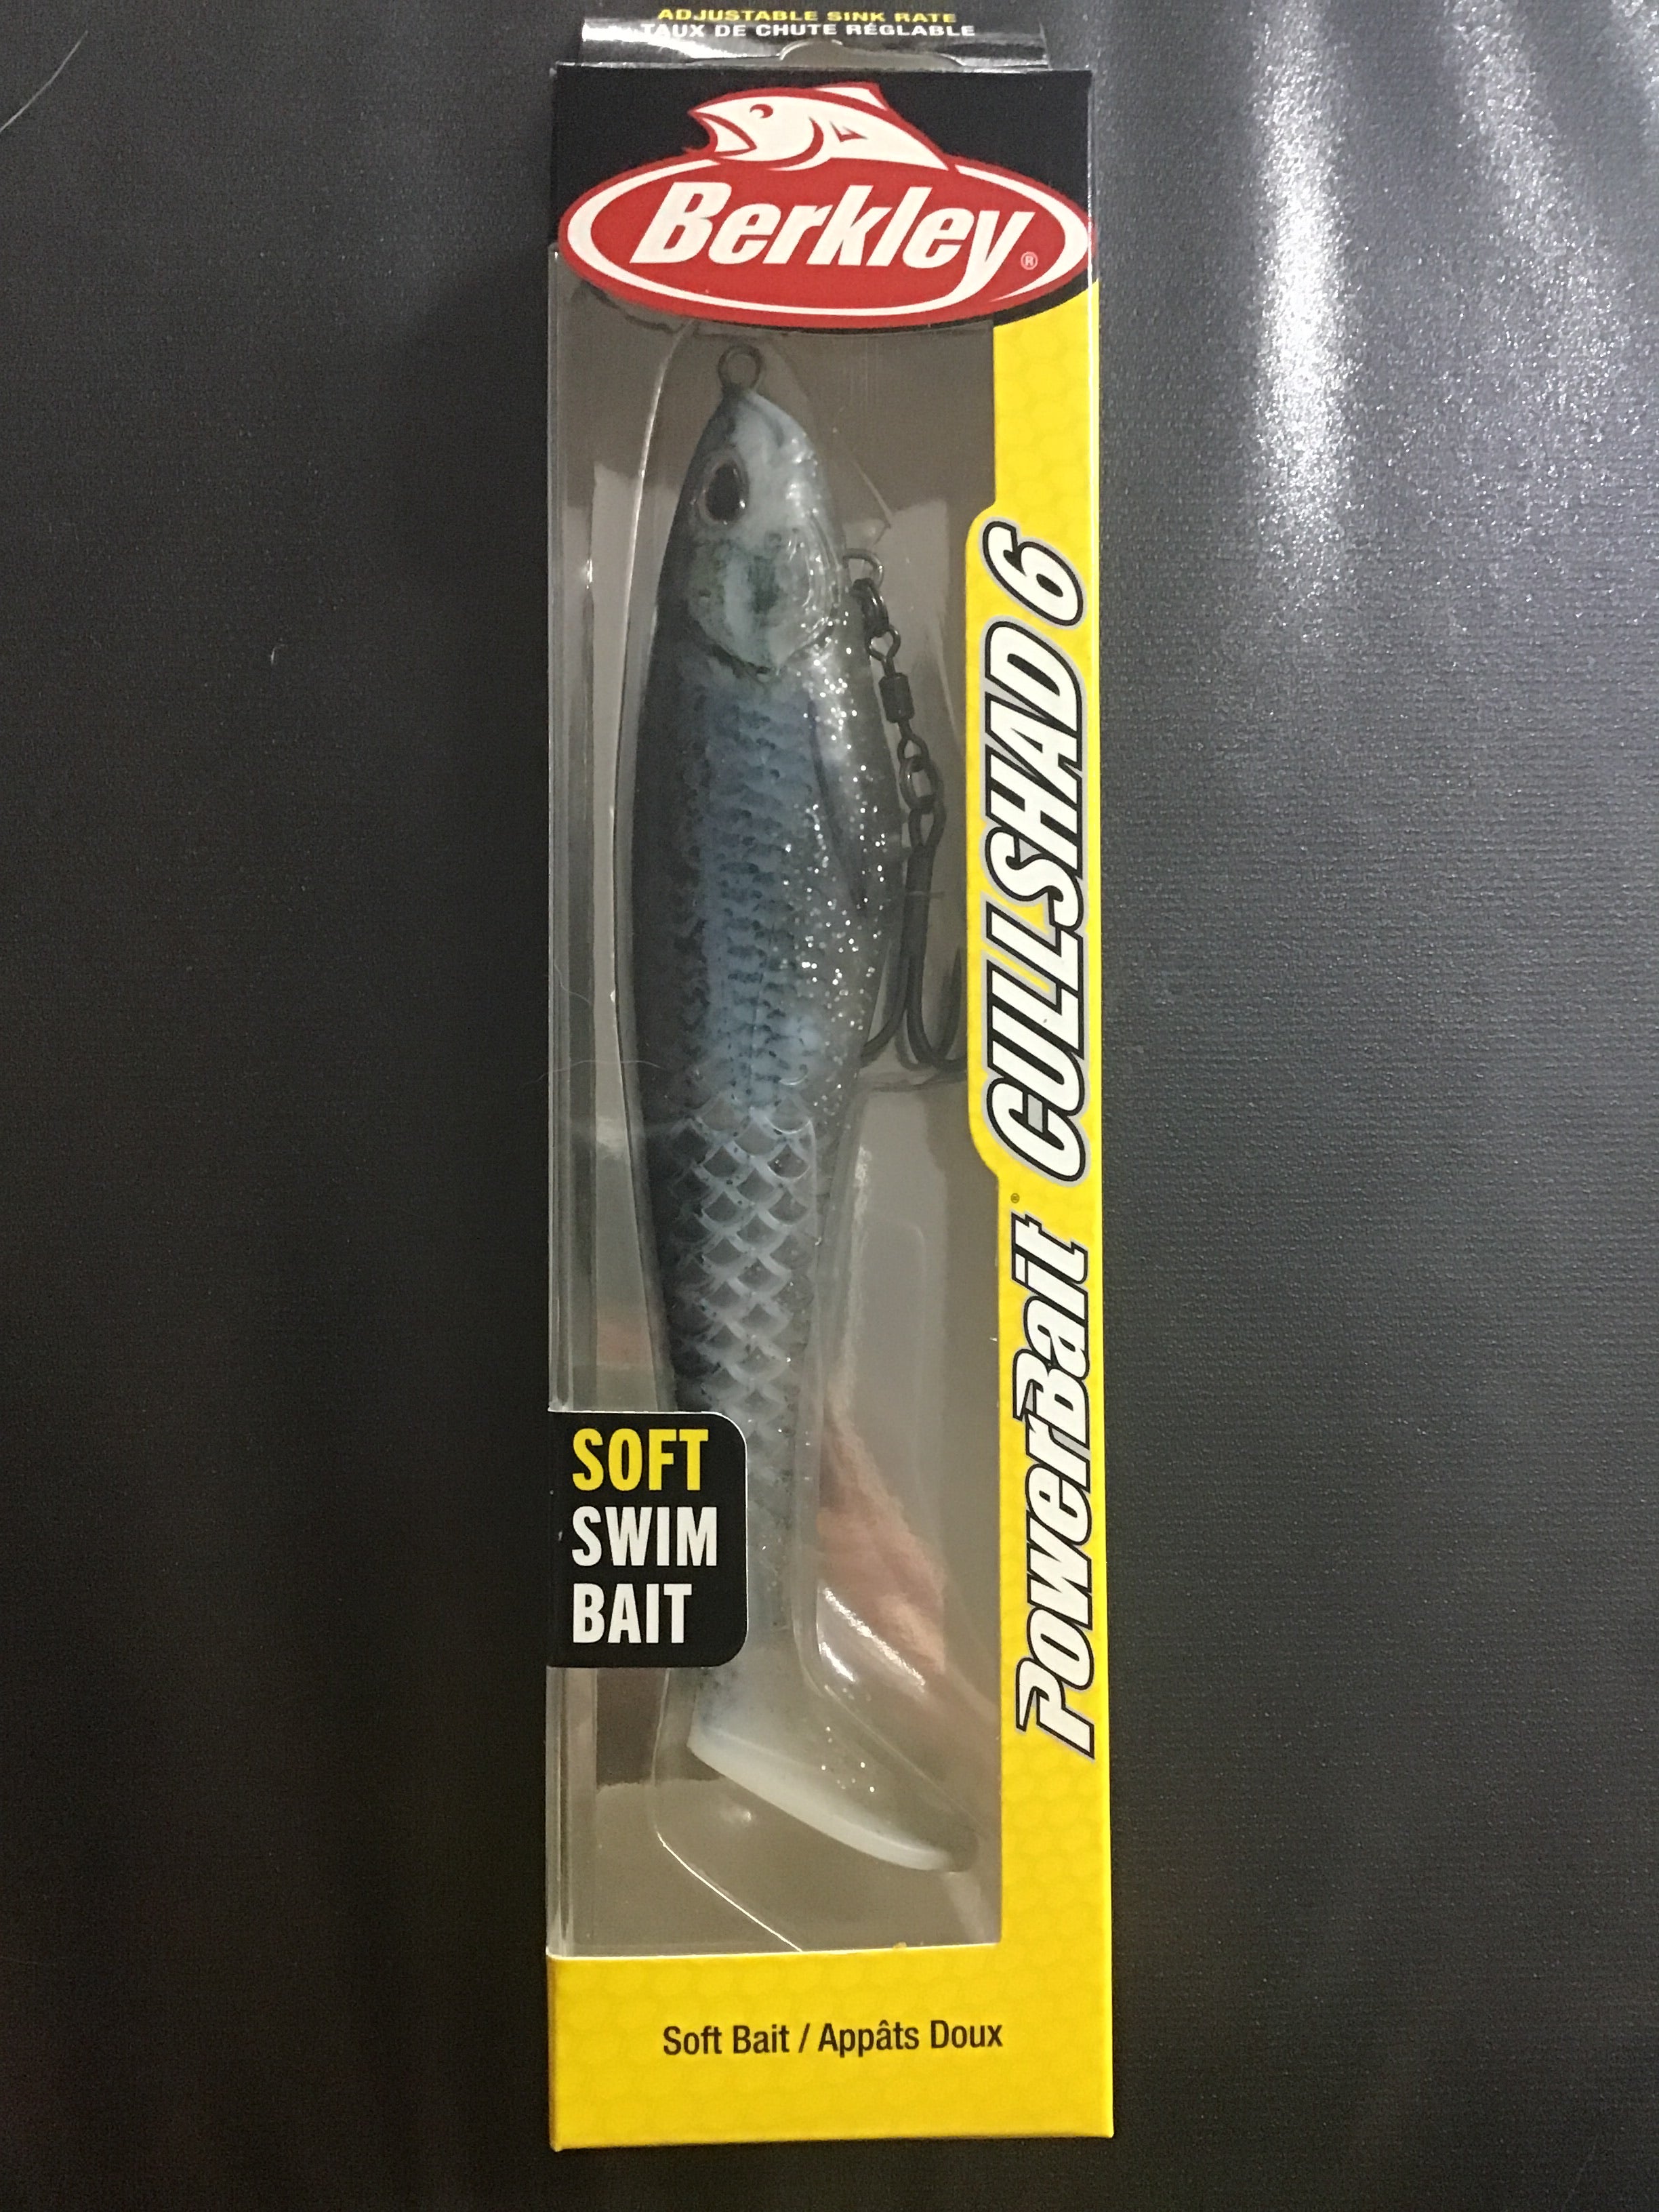 ADJUSTABLE SINK RATE
TAUX DE CHUTE RÉGLABLE
Berkley®
PowerBait® CULLSHAD 6
SOFT
SWIM
BAIT
Soft Bait / Appâts Doux